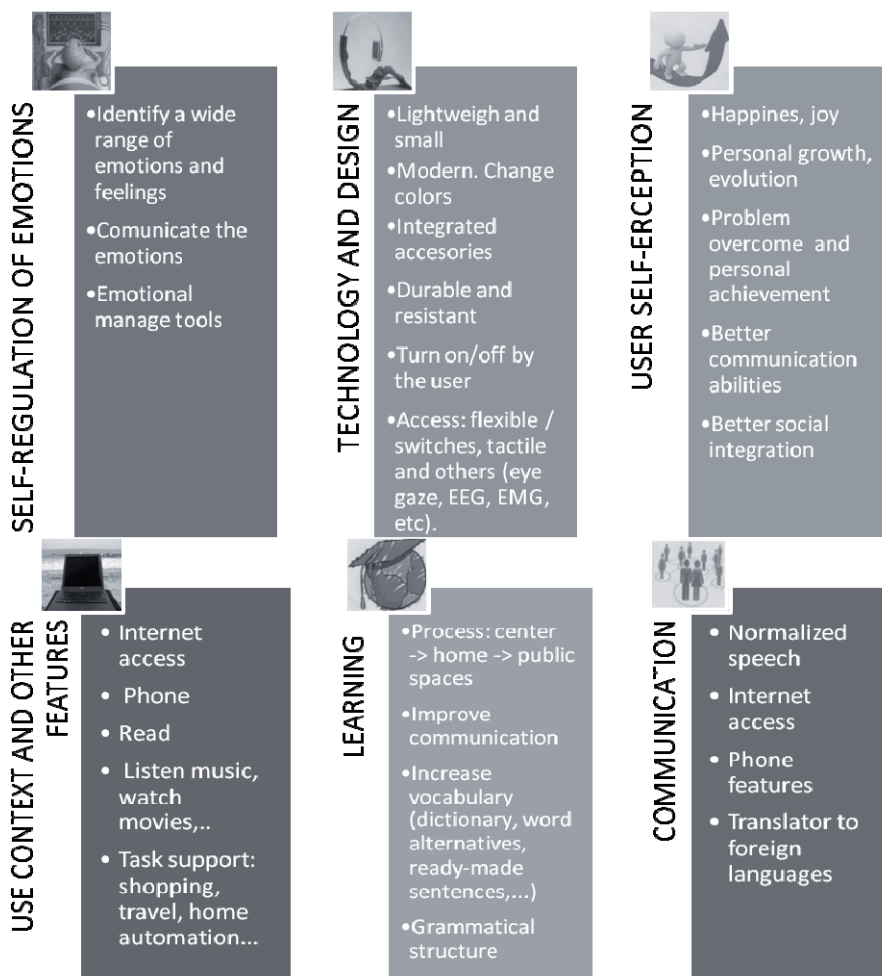 SELF-REGULATION OF EMOTIONS
•Identify a wide
range of
emotions and
feelings
•Comunicate the
emotions
•Emotional
manage tools
TECHNOLOGY AND DESIGN
•Lightweigh and
small
•Modern. Change
colors
•Integrated
accesories
•Durable and
resistant
•Turn on/off by
the user
•Access: flexible /
switches, tactile
and others (eye
gaze, EEG, EMG,
etc).
USER SELF-ERCEPTION
•Happines, joy
•Personal growth,
evolution
•Problem
overcome and
personal
achievement
•Better
communication
abilities
•Better social
integration
USE CONTEXT AND OTHER
FEATURES
• Internet
access
• Phone
• Read
• Listen music,
watch
movies,..
• Task support:
shopping,
travel, home
automation...
LEARNING
•Process: center
-> home -> public
spaces
•Improve
communication
•Increase
vocabulary
(dictionary, word
alternatives,
ready-made
sentences,...)
•Grammatical
structure
COMMUNICATION
• Normalized
speech
• Internet
access
• Phone
features
• Translator to
foreign
languages